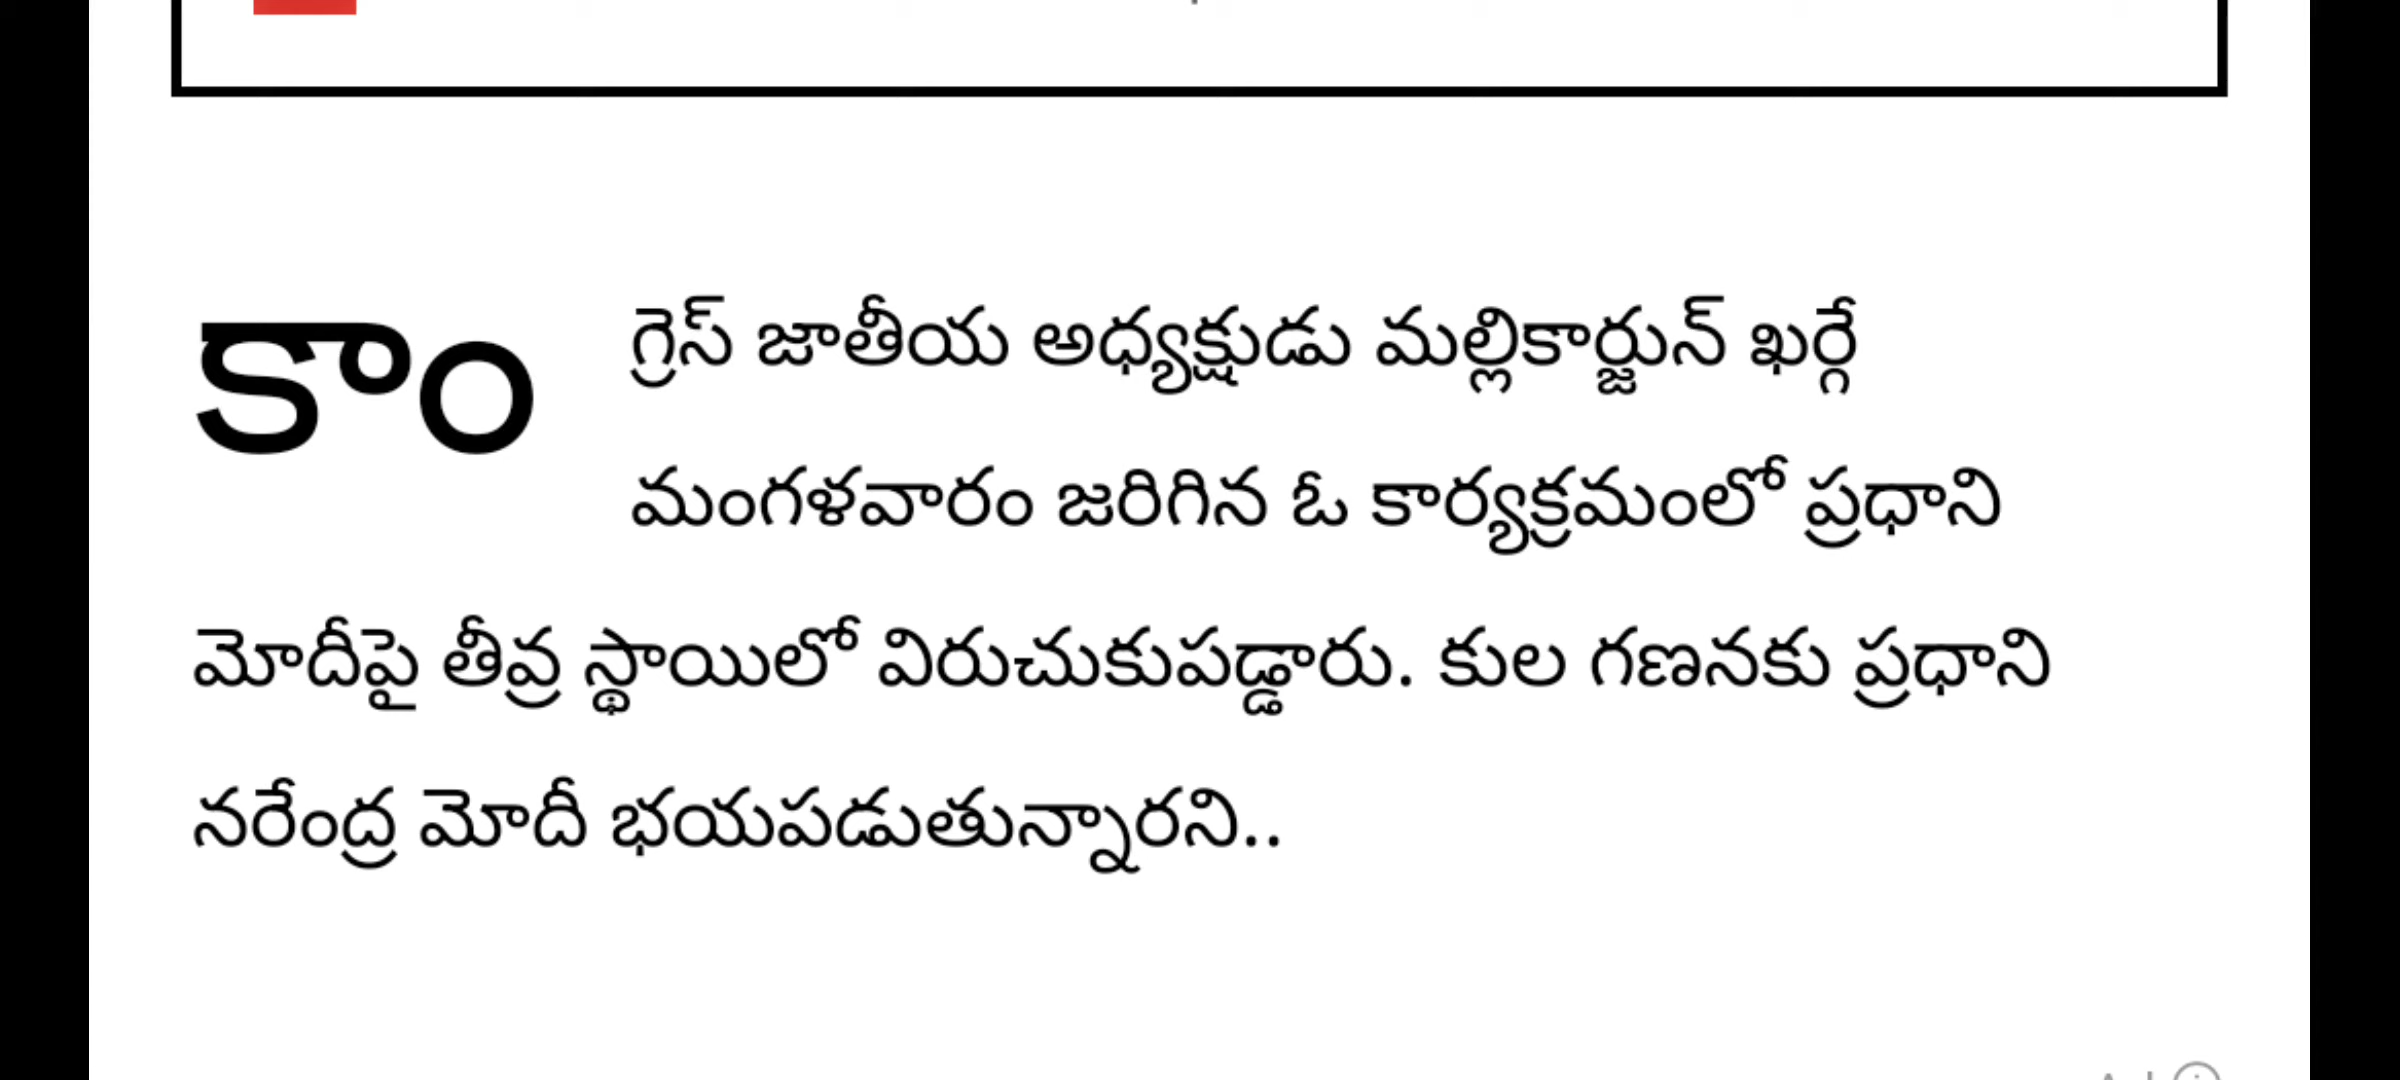 కాంగ్రెస్ జాతీయ అధ్యక్షుడు మల్లికార్జున్ ఖర్గే
మంగళవారం జరిగిన ఓ కార్యక్రమంలో ప్రధాని
మోదీపై తీవ్ర స్థాయిలో విరుచుకుపడ్డారు. కుల గణనకు ప్రధాని
నరేంద్ర మోదీ భయపడుతున్నారని..